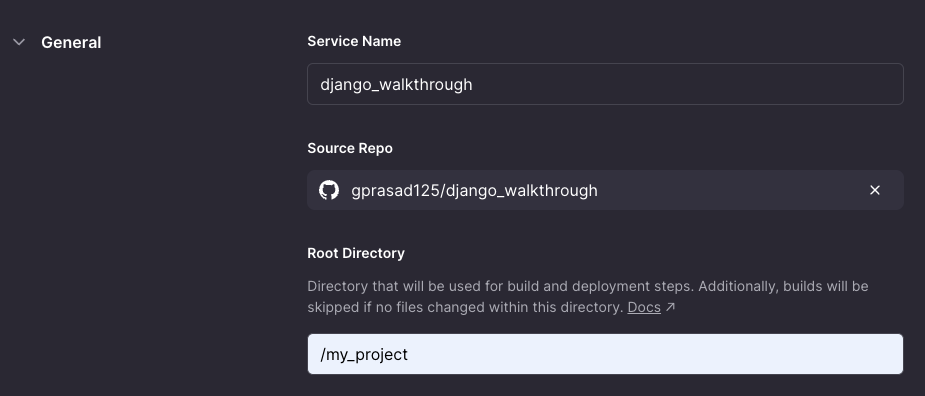 General
Service Name
django_walkthrough
Source Repo
gprasad125/django_walkthrough
Root Directory
Directory that will be used for build and deployment steps. Additionally, builds will be
skipped if no files changed within this directory. Docs ↗
/my_project